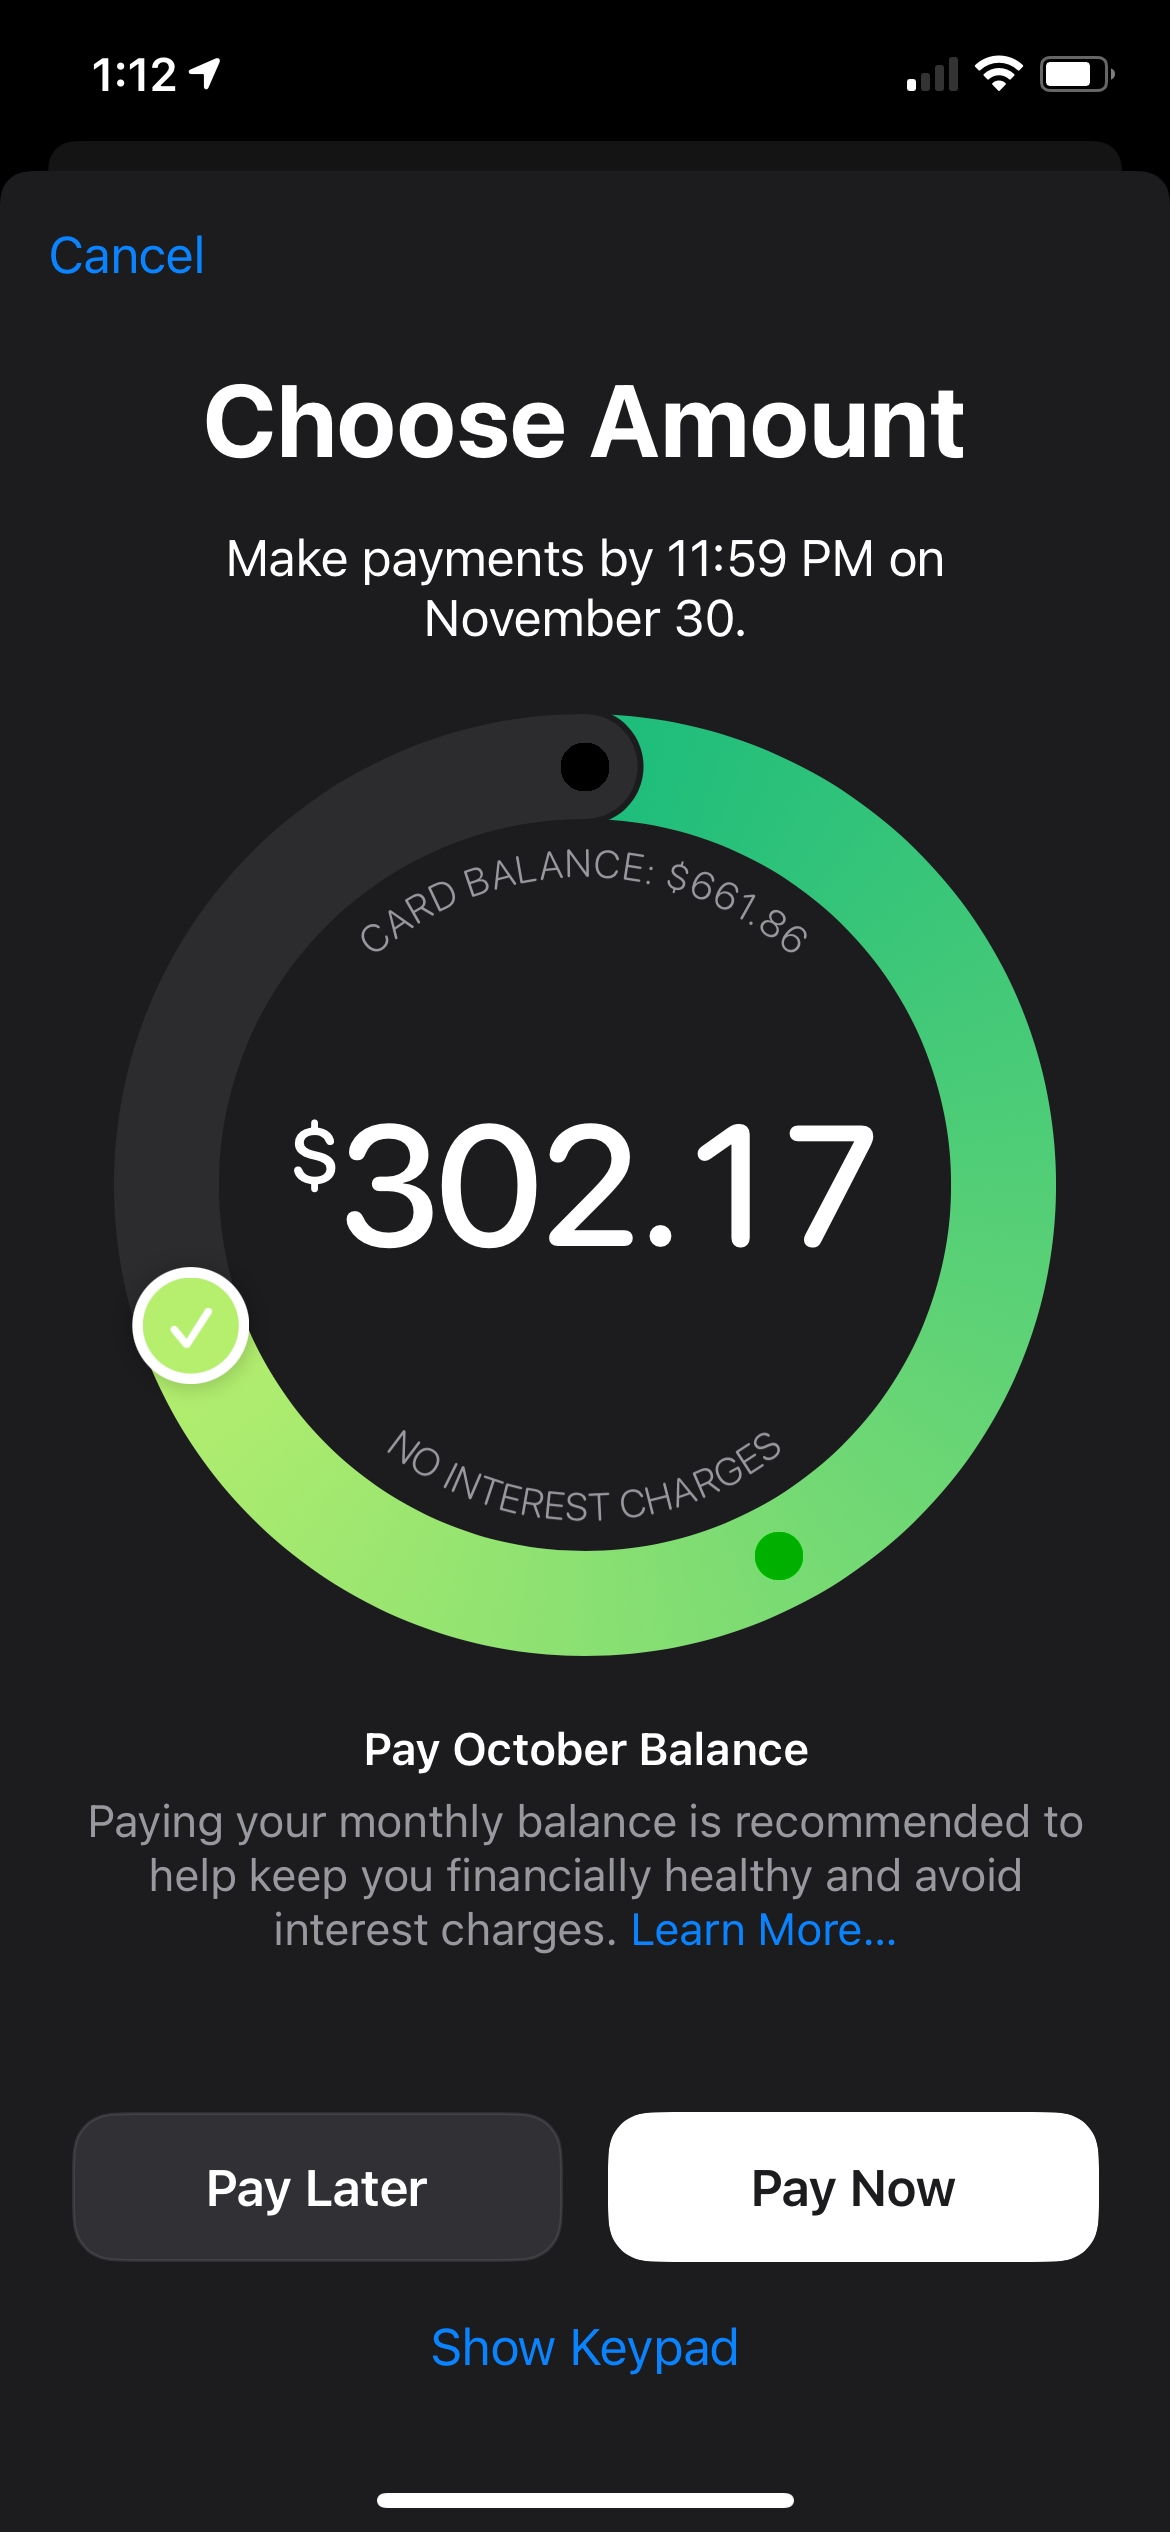 1:12
Cancel
Choose Amount
Make payments by 11:59 PM on
November 30.
CARD BALANCE: $661.86
$302.17
NO INTEREST CHARGES
Pay October Balance
Paying your monthly balance is recommended to
help keep you financially healthy and avoid
interest charges. Learn More...
Pay Later
Pay Now
Show Keypad